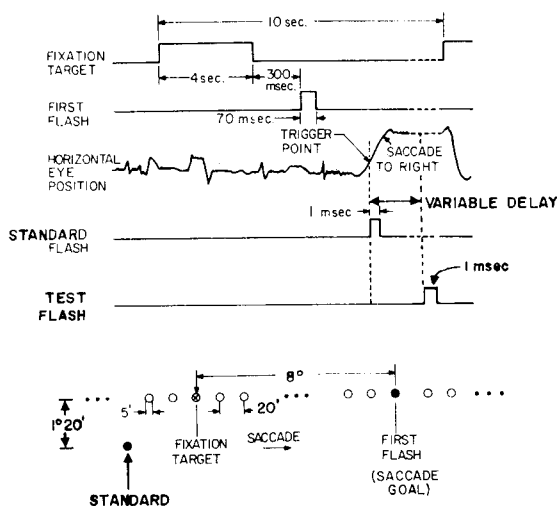 10 sec.
FIXATION
TARGET
4 sec.
300
msec.
FIRST
FLASH
70 msec.
TRIGGER
POINT
SACCADE
TO RIGHT
HORIZONTAL
EYE
POSITION
1 msec
VARIABLE DELAY
STANDARD
FLASH
1 msec
TEST
FLASH
8°
5'
20'
1°20'
FIXATION
TARGET
SACCADE
FIRST
FLASH
(SACCADE
GOAL)
STANDARD